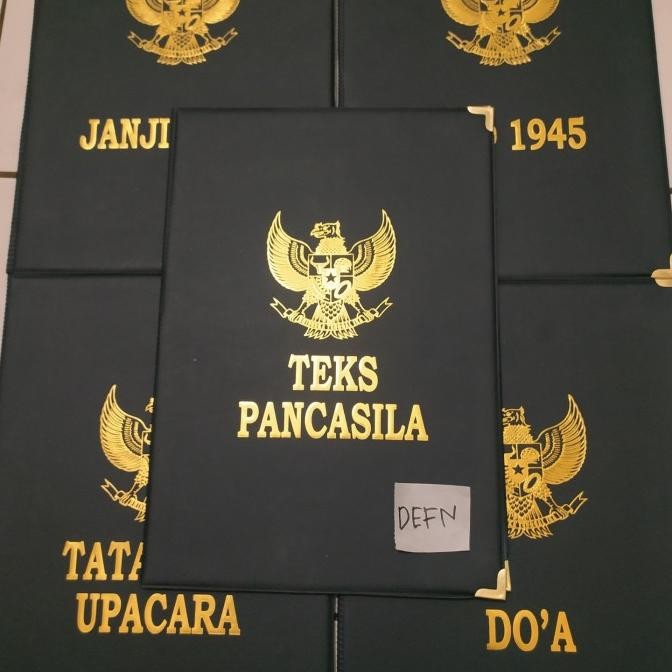 JANJI
1945
TEKS
PANCASILA
DEFN
TATA
UPACARA
DO'A